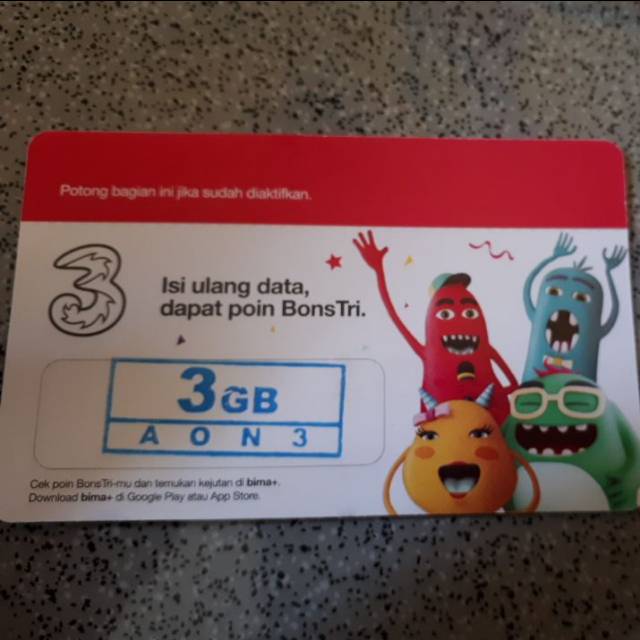 Potong bagian ini jika sudah diaktifkan.
3
Isi ulang data,
dapat poin BonsTri.
3GB
A O N 3
Cek poin BonsTri-mu dan temukan kejutan di bima+.
Download bima+ di Google Play atau App Store.